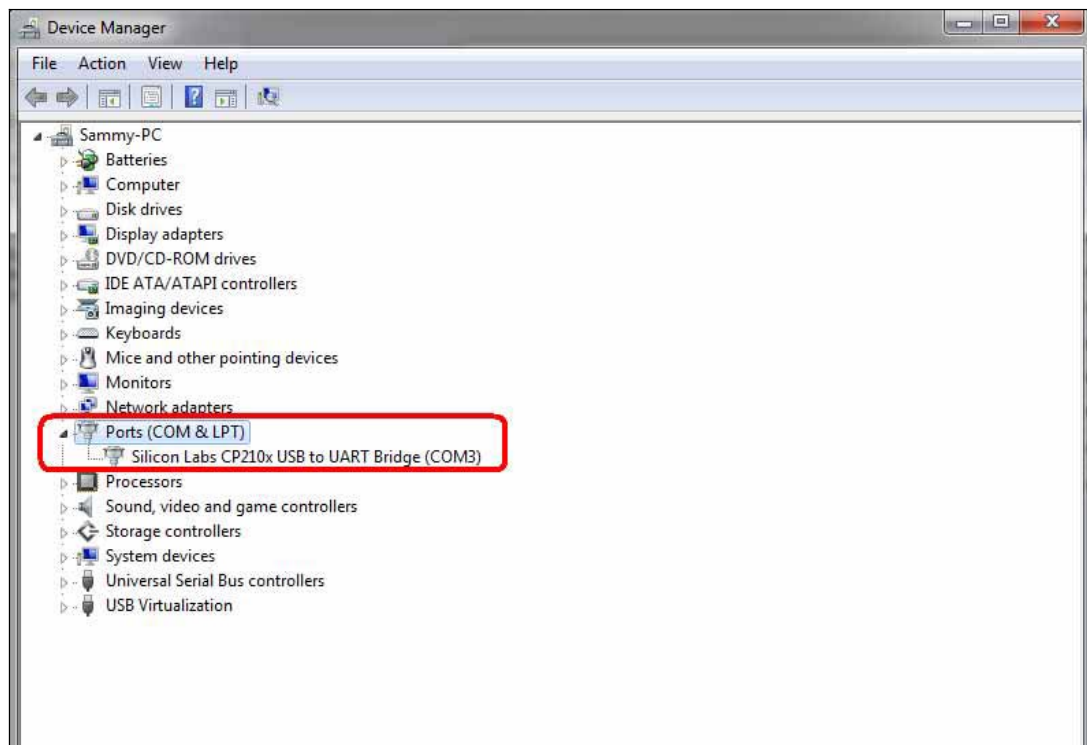 Device Manager
File Action View Help
Sammy-PC
Batteries
Computer
Disk drives
Display adapters
DVD/CD-ROM drives
IDE ATA/ATAPI controllers
Imaging devices
Keyboards
Mice and other pointing devices
Monitors
Network adapters
Ports (COM & LPT)
Silicon Labs CP210x USB to UART Bridge (COM3)
Processors
Sound, video and game controllers
Storage controllers
System devices
Universal Serial Bus controllers
USB Virtualization